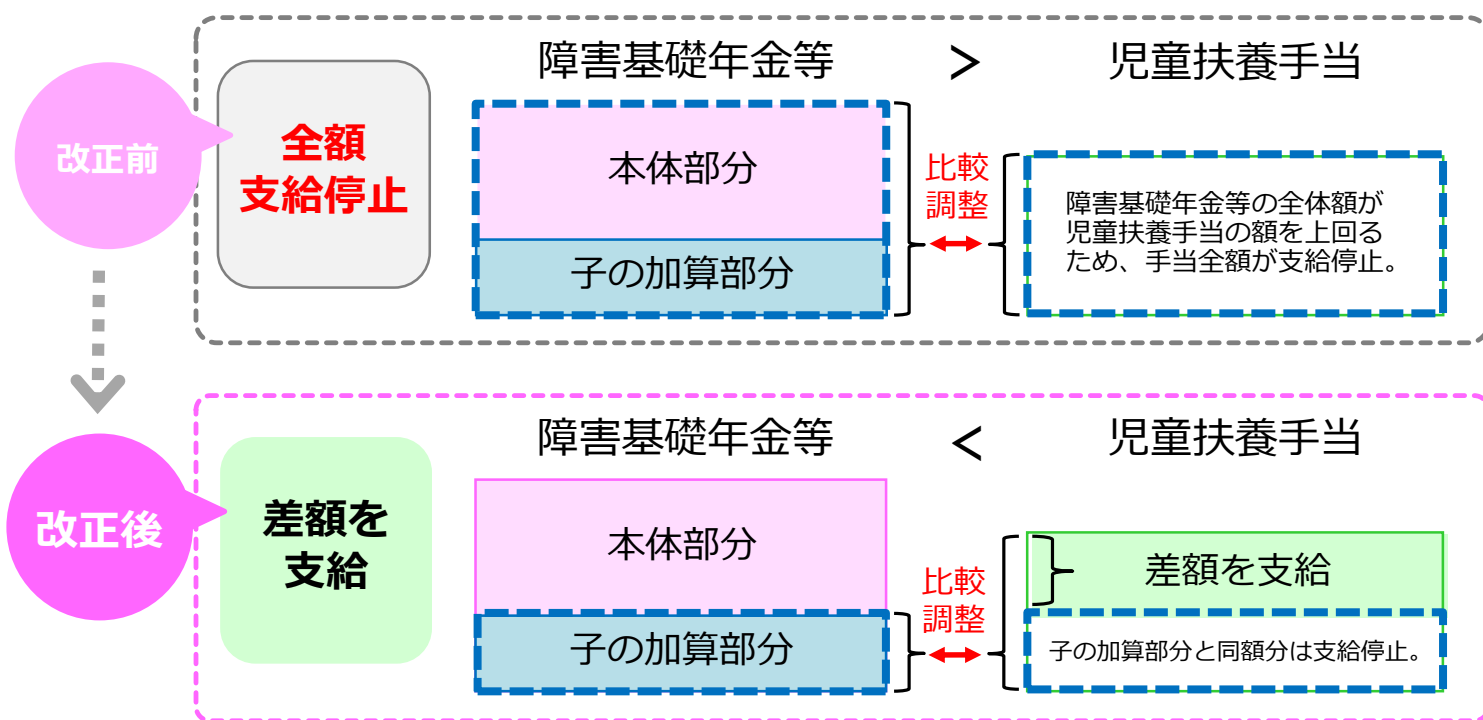 障害基礎年金等 > 児童扶養手当
改正前
全額
支給停止
本体部分
子の加算部分
比較
調整
障害基礎年金等の全体額が
児童扶養手当の額を上回る
ため、手当全額が支給停止。
障害基礎年金等 < 児童扶養手当
改正後
差額を
支給
本体部分
子の加算部分
比較
調整
差額を支給
子の加算部分と同額分は支給停止。